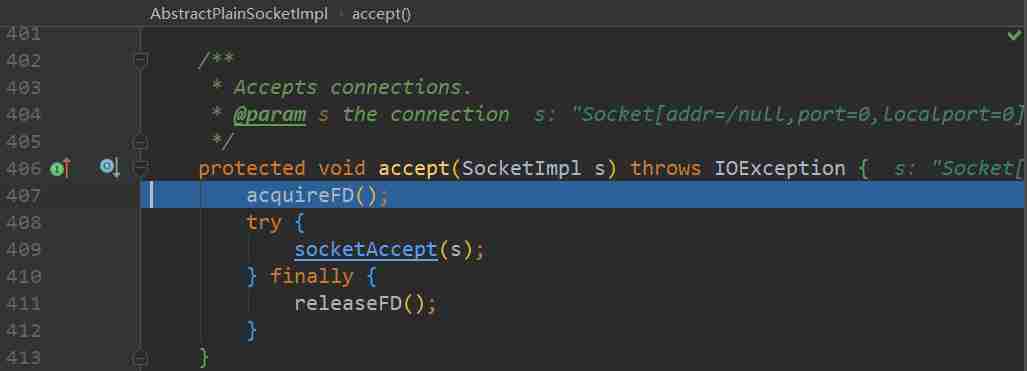 AbstractPlainSocketImpl › accept()
401
402 /**
403 * Accepts connections.
404 * @param s the connection s: "Socket[addr=/null,port=0,localport=0]
405 */
406 protected void accept(SocketImpl s) throws IOException { s: "Socket[
407 acquireFD();
408 try {
409 socketAccept(s);
410 } finally {
411 releaseFD();
412 }
413 }